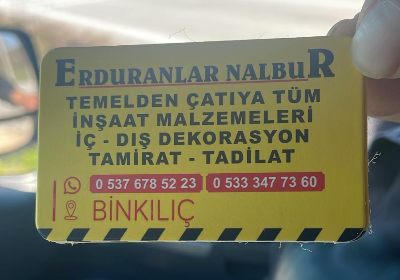 ERDURANLAR NALBUR
TEMELDEN ÇATIYA TÜM
İNŞAAT MALZEMELERİ
İÇ - DIŞ DEKORASYON
TAMİRAT - TADİLAT
0 537 678 52 23 0 533 347 73 60
BİNKILIÇ